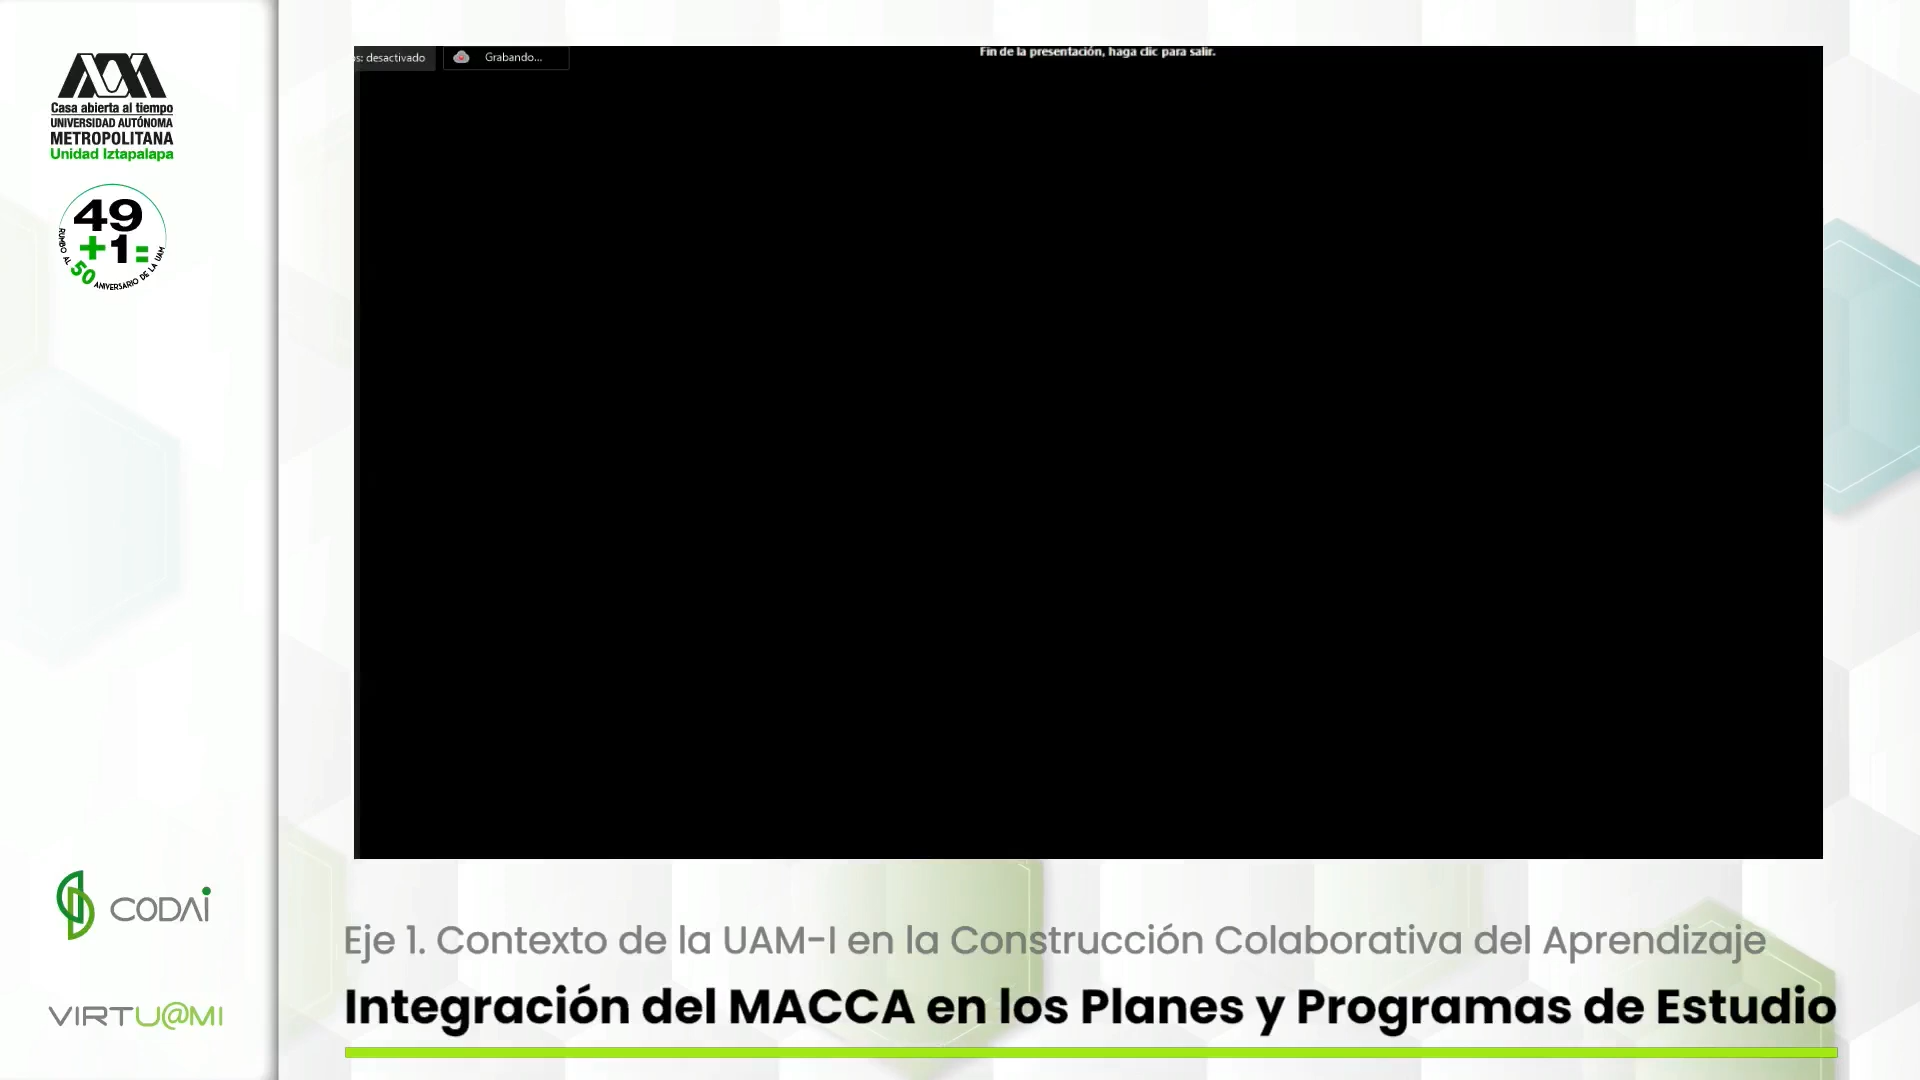 Casa abierta al tiempo
UNIVERSIDAD AUTÓNOMA
METROPOLITANA
Unidad Iztapalapa
49
+1=
RUMBO AL 50 ANIVERSARIO DE LA UAM
desactivado
Grabando...
Fin de la presentación, haga clic para salir.
CODAI
VIRTU@MI
Eje 1. Contexto de la UAM-I en la Construcción Colaborativa del Aprendizaje
Integración del MACCA en los Planes y Programas de Estudio